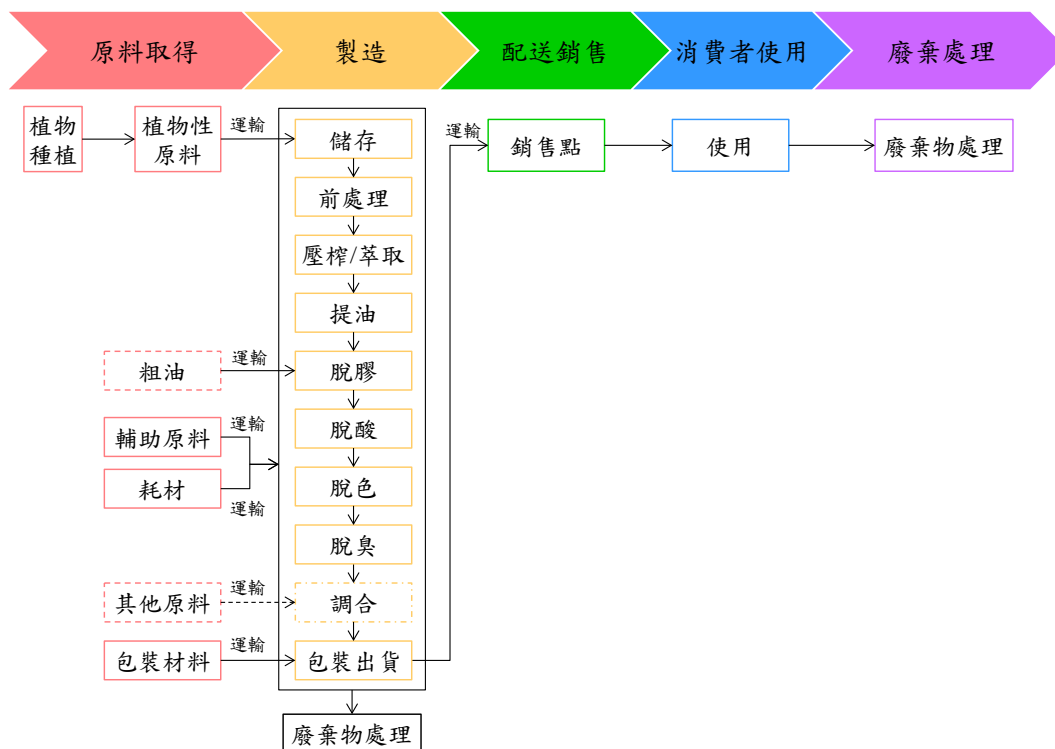 原料取得
製造
配送銷售
消費者使用
廢棄處理
植物
種植
植物性
原料
運輸
儲存
運輸
銷售點
使用
廢棄物處理
前處理
壓榨/萃取
提油
粗油
運輸
脫膠
輔助原料
運輸
脫酸
耗材
運輸
脫色
脫臭
其他原料
運輸
調合
包裝材料
運輸
包裝出貨
廢棄物處理